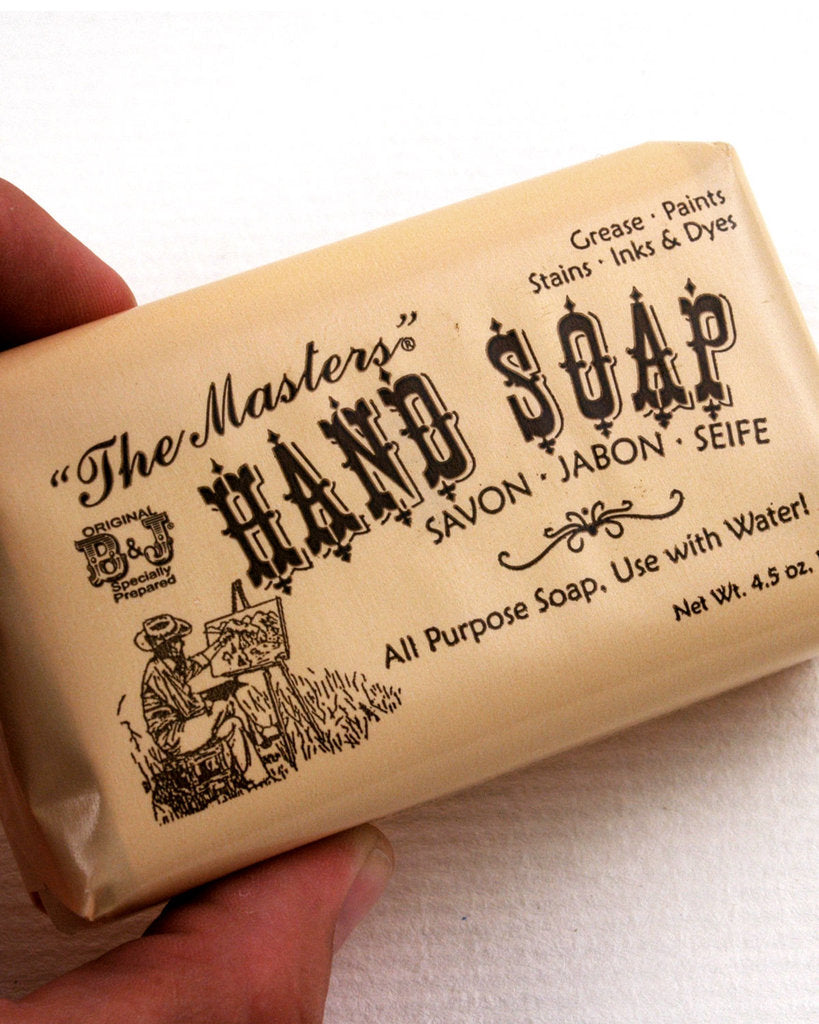 Grease · Paints
Stains · Inks & Dyes
"The Masters"®
HAND SOAP
SAVON · JABON · SEIFE
ORIGINAL
B&J®
Specially
Prepared
All Purpose Soap, Use with Water!
Net Wt. 4.5 oz.